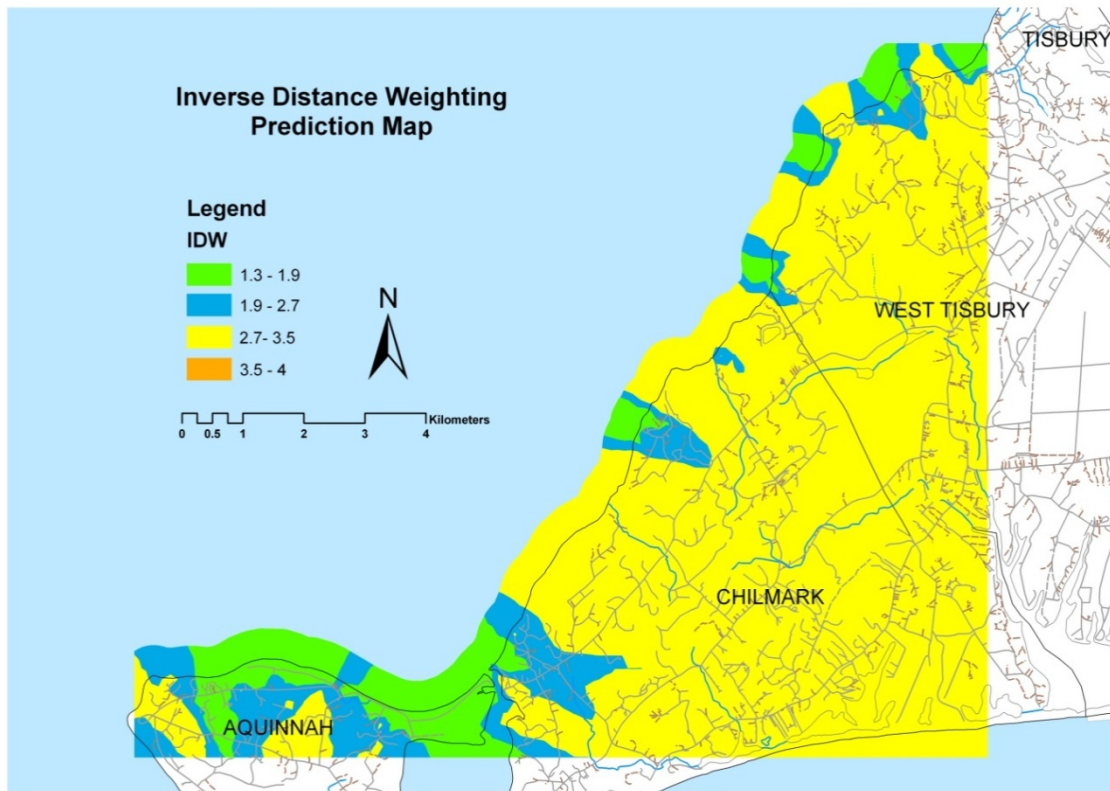 TISBURY
Inverse Distance Weighting
Prediction Map
Legend
IDW
1.3 - 1.9
1.9 - 2.7
2.7- 3.5
3.5 - 4
N
Kilometers
0 0.5 1 2 3 4
WEST TISBURY
CHILMARK
AQUINNAH